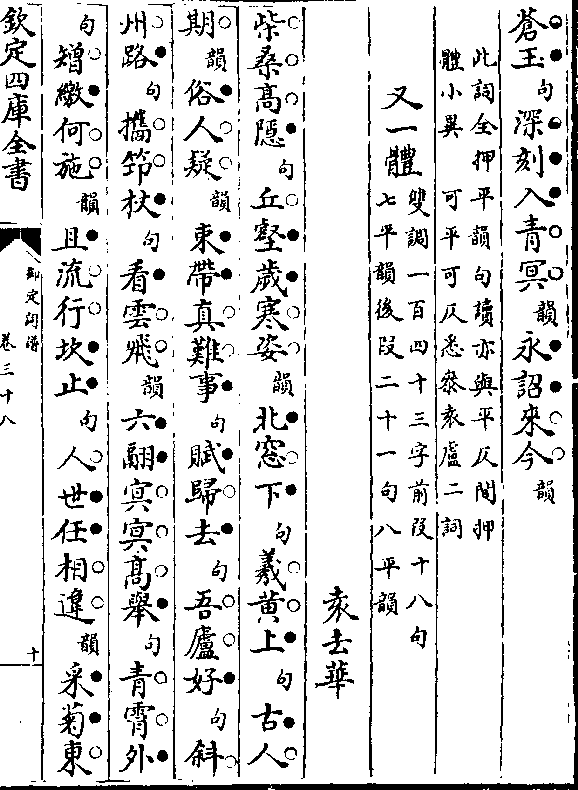 蒼玉句深刻入青冥韻永詔來今韻
此詞全押平韻句讀亦與平仄間押
體小異　可平可仄悉參袁盧二詞
又一體雙調一百四十三字前段十八句
七平韻後段二十一句八平韻
袁去華
柴桑高隱句丘壑歲寒姿韻北窓下句羲黄上句古人
期韻俗人疑韻束帶真難事句賦歸去句吾廬好句斜
州路句攜笻杖句看雲飛韻六翮冥冥髙舉句青霄外
句矰繳何施韻且流行坎止句人世任相違韻采菊東
欽定四庫全書
御定詞譜
卷三十八
十